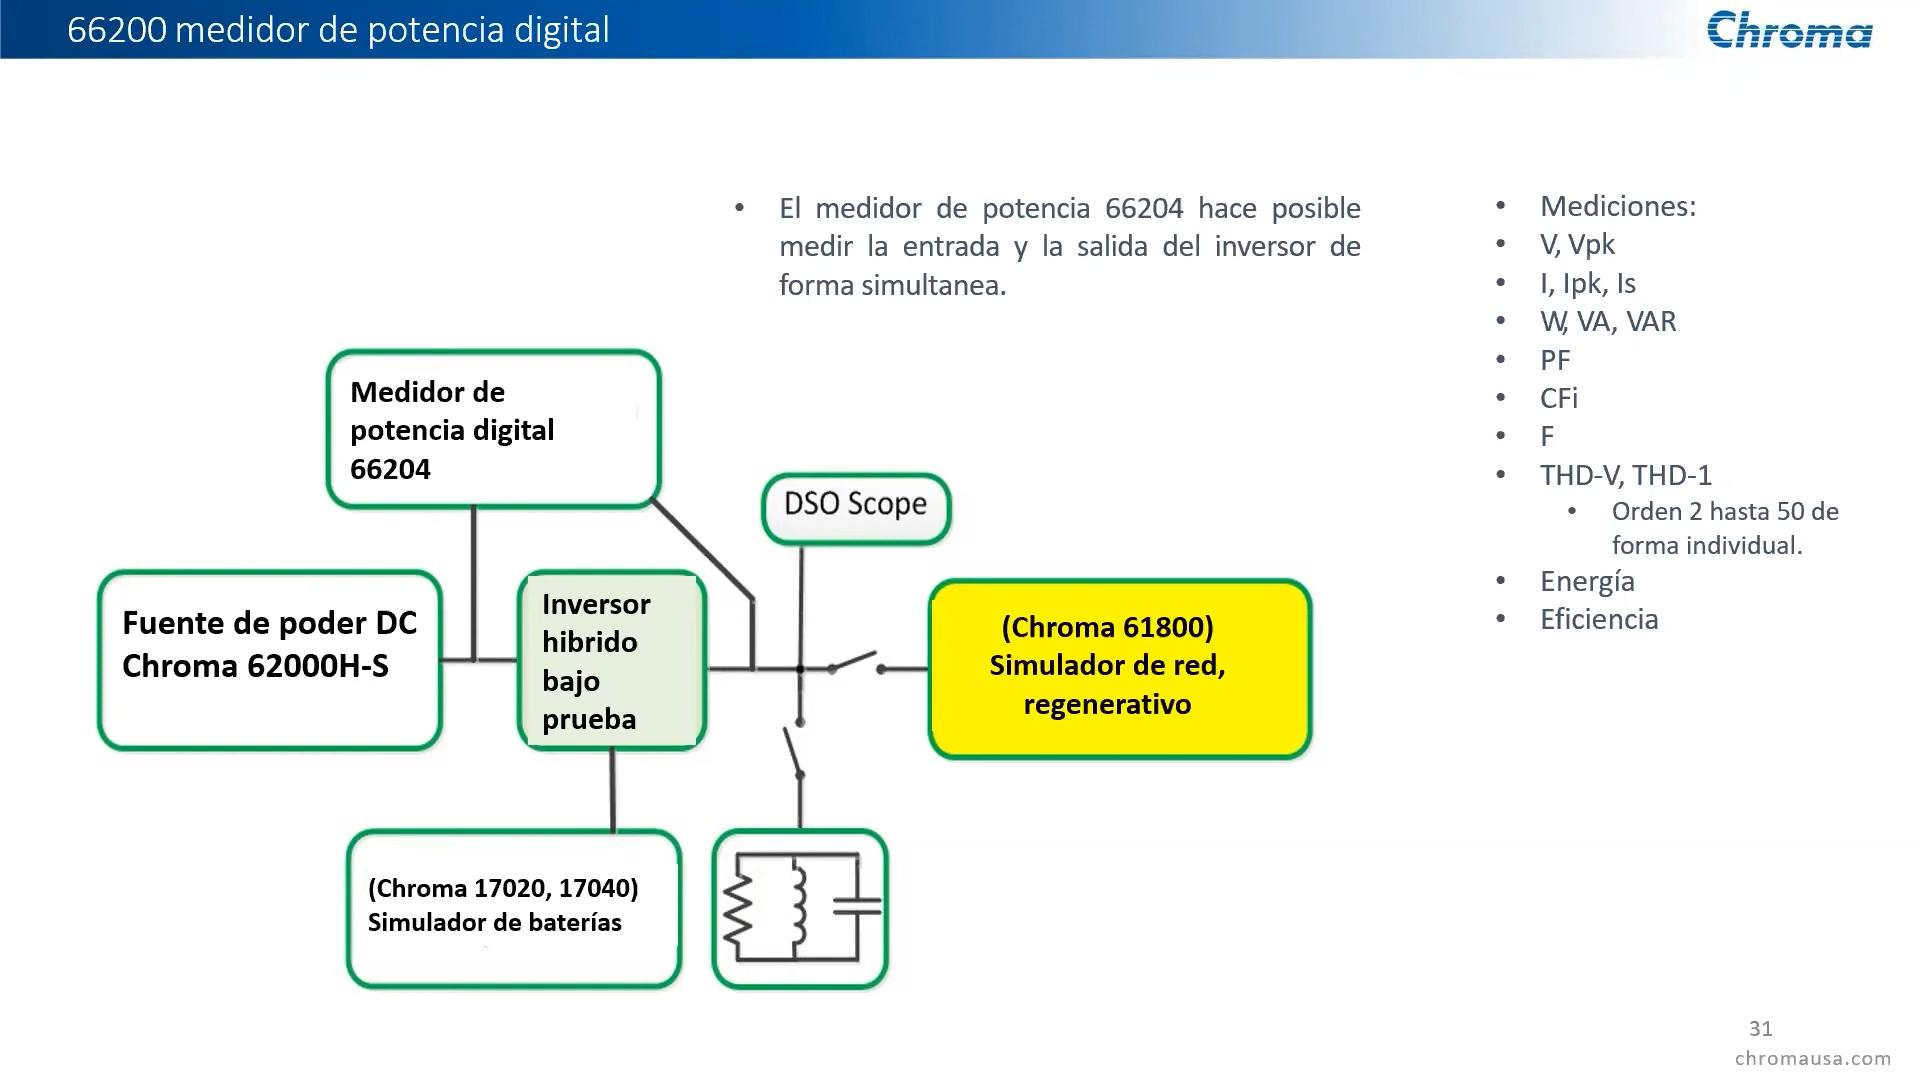 66200 medidor de potencia digital
Chroma
• El medidor de potencia 66204 hace posible
medir la entrada y la salida del inversor de
forma simultanea.
• Mediciones:
• V, Vpk
• I, Ipk, Is
• W, VA, VAR
• PF
• CFi
• F
• THD-V, THD-1
• Orden 2 hasta 50 de
forma individual.
• Energía
• Eficiencia
Medidor de
potencia digital
66204
DSO Scope
Fuente de poder DC
Chroma 62000H-S
Inversor
hibrido
bajo
prueba
(Chroma 61800)
Simulador de red,
regenerativo
(Chroma 17020, 17040)
Simulador de baterías
31
chromausa.com